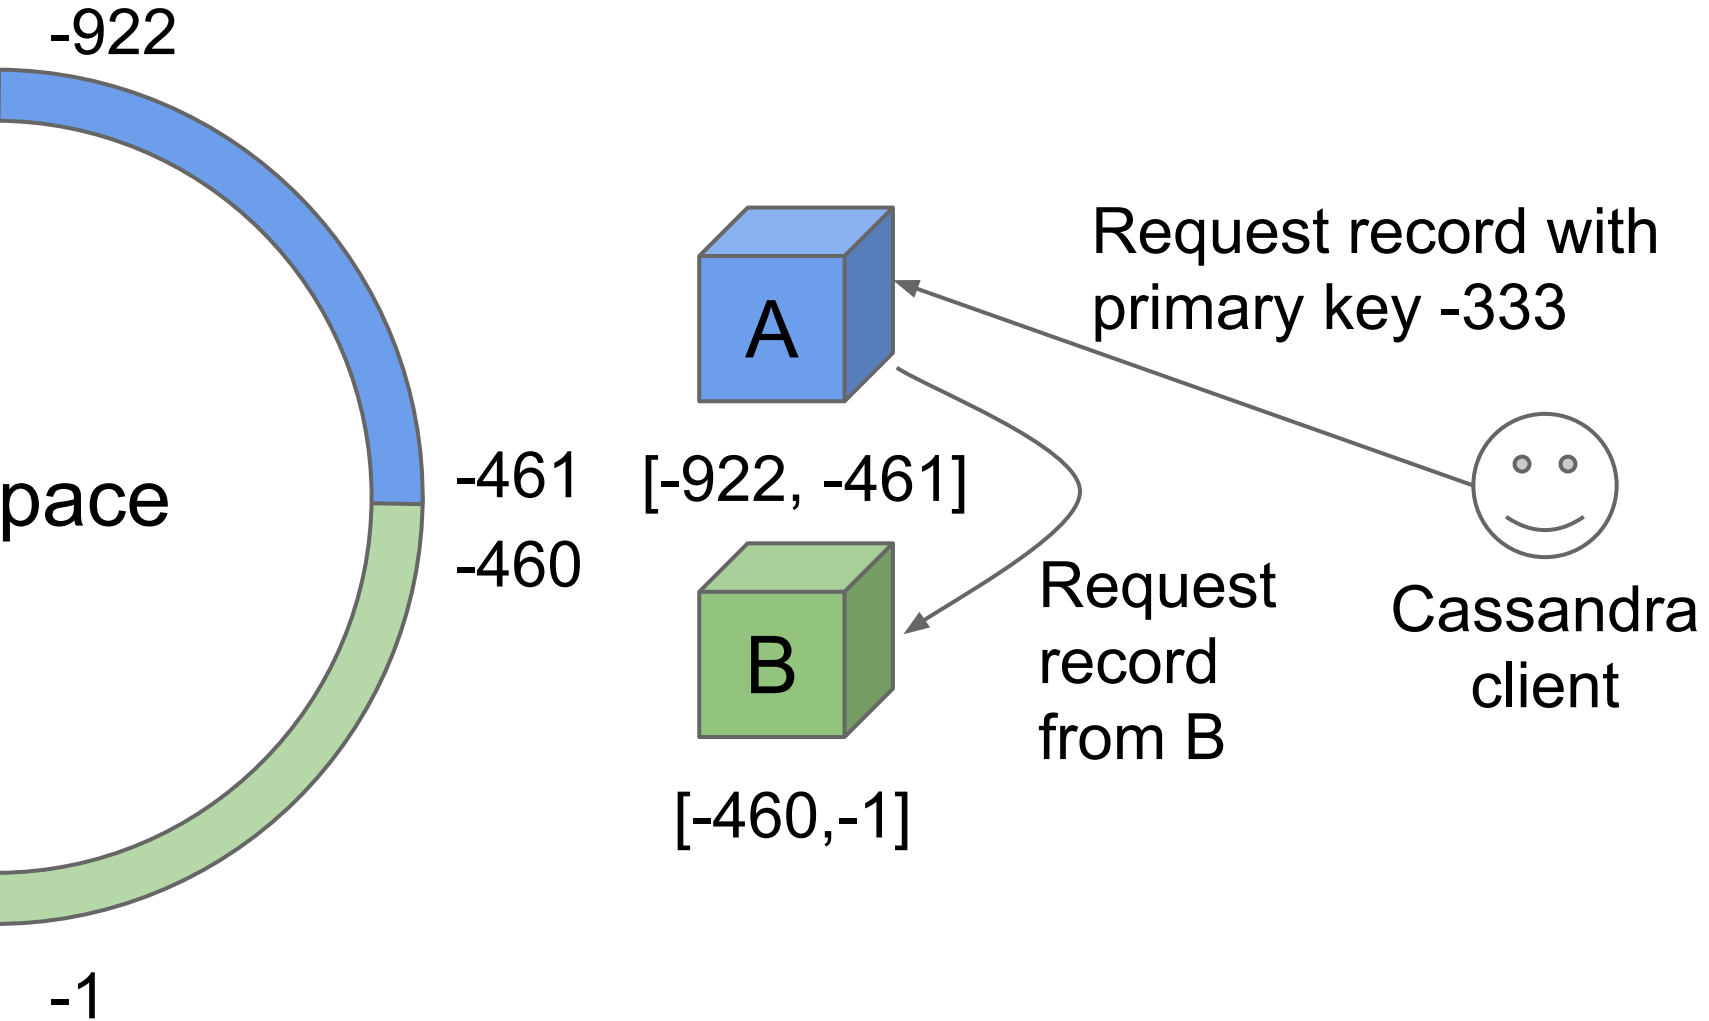 -922
Request record with
primary key -333
A
-461
[-922, -461]
pace
-460
B
Request
record
from B
Cassandra
client
[-460,-1]
-1